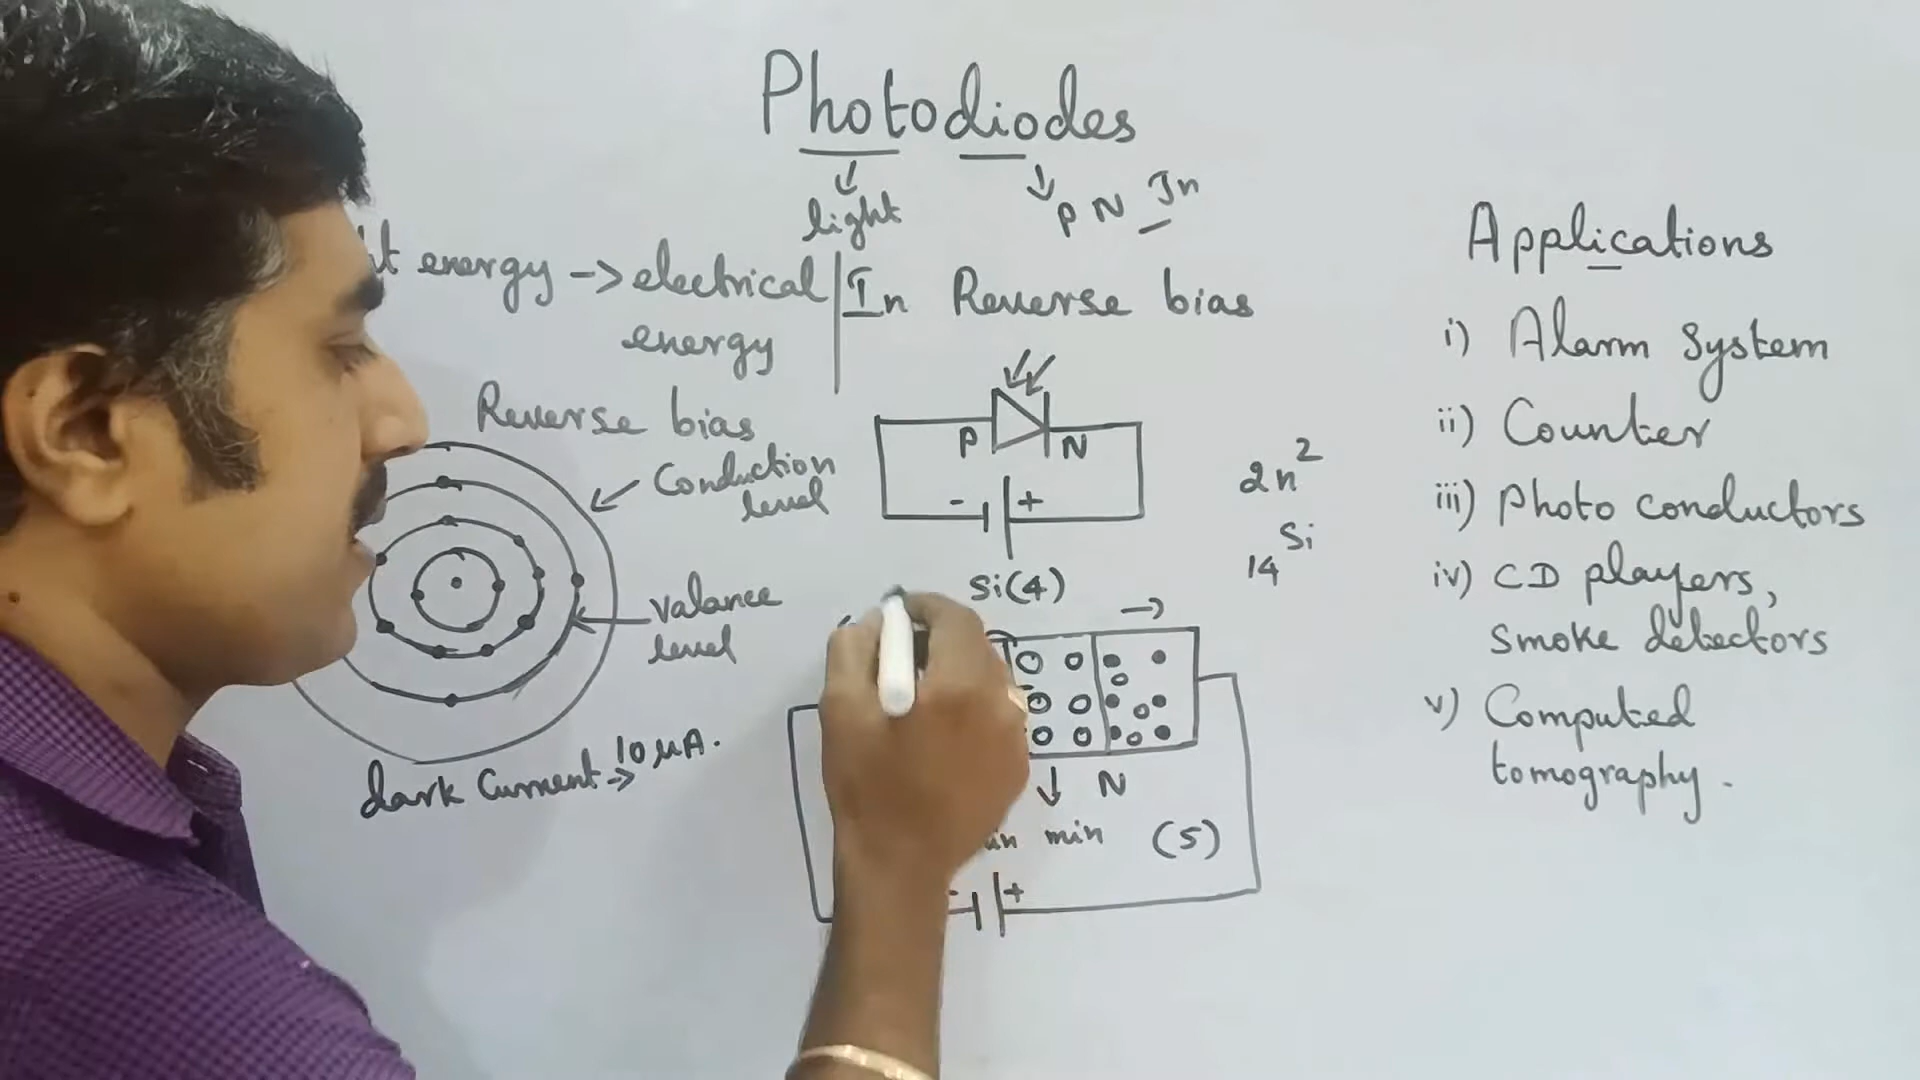 Photodiodes
light
P N Jn
energy -> electrical
energy
In Reverse bias
Reverse bias
Conduction
level
P N
- +
2n²
14 Si
Si(4)
valance
level
dark Current -> 10 μA.
N
min (5)
- +
Applications
i) Alarm System
ii) Counter
iii) Photo conductors
iv) CD players,
smoke detectors
v) Computed
tomography.